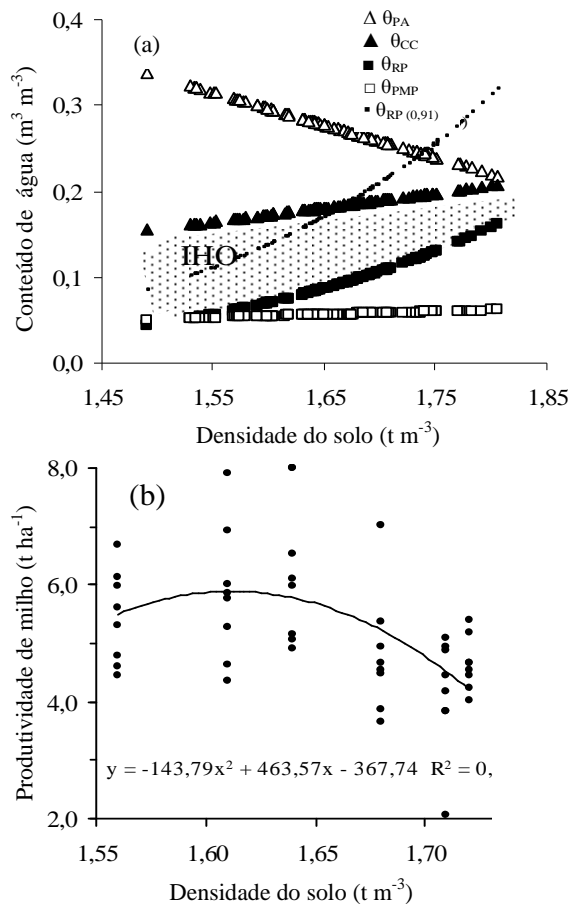 (a)
△ θPA
▲ θCC
■ θRP
□ θPMP
▪ θRP (0,91)
Conteúdo de água (m³ m⁻³)
0,4
0,3
0,2
0,1
0,0
IHO
1,45 1,55 1,65 1,75 1,85
Densidade do solo (t m⁻³)
(b)
Produtividade de milho (t ha⁻¹)
8,0
6,0
4,0
2,0
y = -143,79x² + 463,57x - 367,74 R² = 0,
1,55 1,60 1,65 1,70
Densidade do solo (t m⁻³)